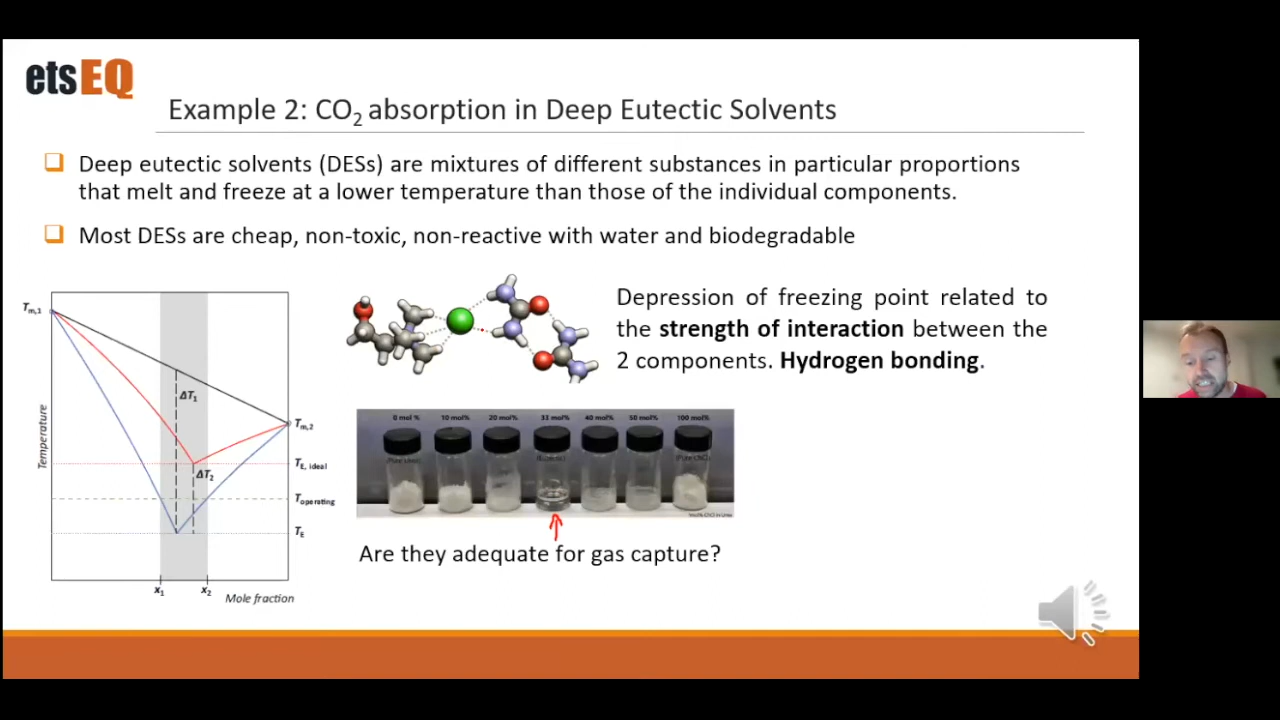 etsEQ
Example 2: CO2 absorption in Deep Eutectic Solvents
Deep eutectic solvents (DESs) are mixtures of different substances in particular proportions
that melt and freeze at a lower temperature than those of the individual components.
Most DESs are cheap, non-toxic, non-reactive with water and biodegradable
Tm,1
ΔT1
Tm,2
Temperature
TE, ideal
ΔT2
Toperating
TE
x1
x2
Mole fraction
Depression of freezing point related to
the strength of interaction between the
2 components. Hydrogen bonding.
0 mol % 10 mol% 20 mol% 33 mol% 40 mol% 50 mol% 100 mol%
(Pure Urea)
Are they adequate for gas capture?